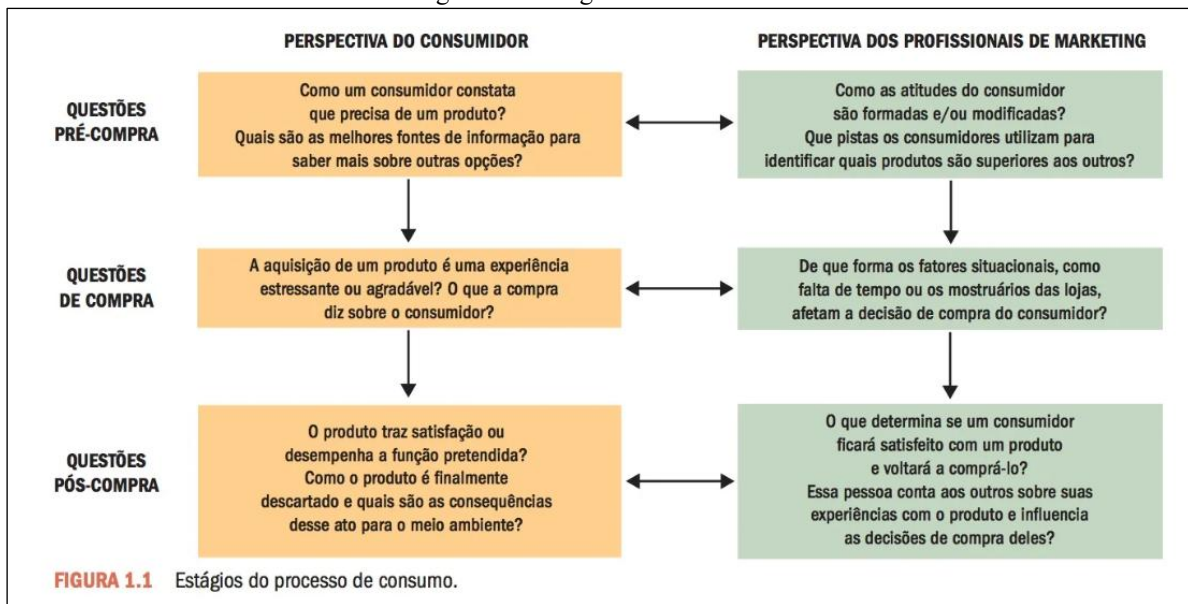 PERSPECTIVA DO CONSUMIDOR
PERSPECTIVA DOS PROFISSIONAIS DE MARKETING
QUESTÕES
PRÉ-COMPRA
Como um consumidor constata
que precisa de um produto?
Quais são as melhores fontes de informação para
saber mais sobre outras opções?
Como as atitudes do consumidor
são formadas e/ou modificadas?
Que pistas os consumidores utilizam para
identificar quais produtos são superiores aos outros?
QUESTÕES
DE COMPRA
A aquisição de um produto é uma experiência
estressante ou agradável? O que a compra
diz sobre o consumidor?
De que forma os fatores situacionais, como
falta de tempo ou os mostruários das lojas,
afetam a decisão de compra do consumidor?
QUESTÕES
PÓS-COMPRA
O produto traz satisfação ou
desempenha a função pretendida?
Como o produto é finalmente
descartado e quais são as consequências
desse ato para o meio ambiente?
O que determina se um consumidor
ficará satisfeito com um produto
e voltará a comprá-lo?
Essa pessoa conta aos outros sobre suas
experiências com o produto e influencia
as decisões de compra deles?
FIGURA 1.1 Estágios do processo de consumo.